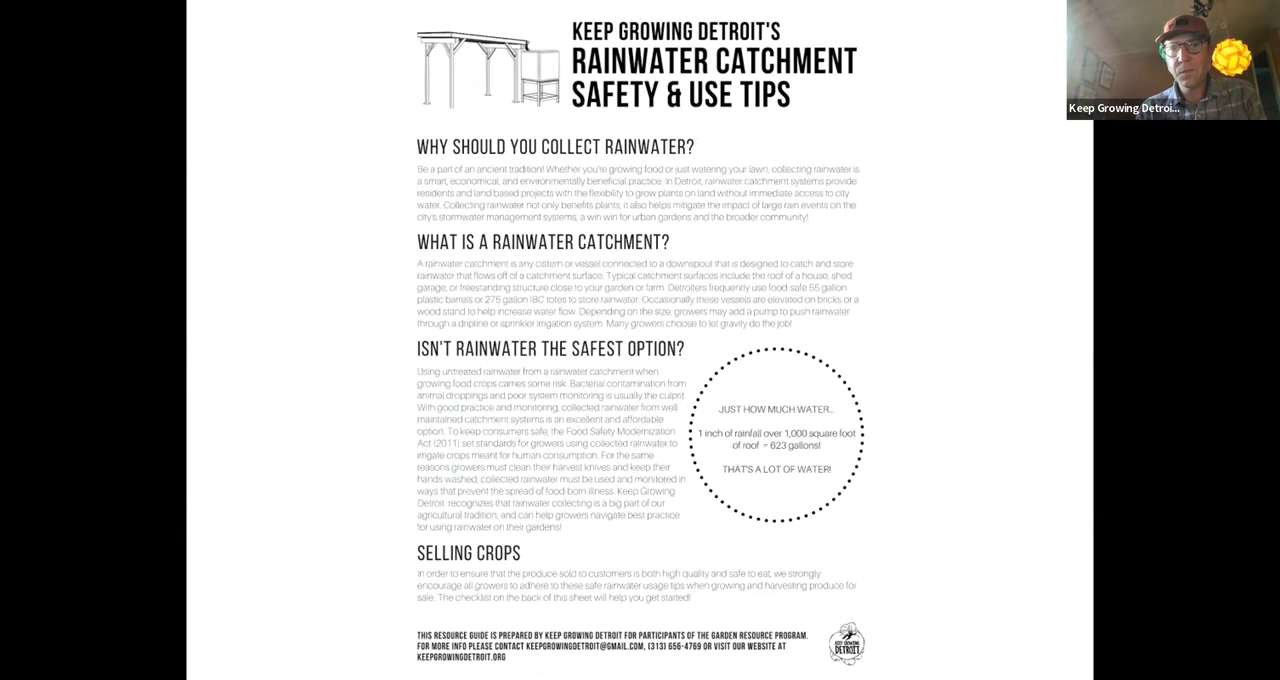 KEEP GROWING DETROIT'S
RAINWATER CATCHMENT
SAFETY & USE TIPS
Keep Growing Detroi...
WHY SHOULD YOU COLLECT RAINWATER?
Be a part of an ancient tradition! Whether you're growing food or just watering your lawn, collecting rainwater is
a smart, economical, and environmentally beneficial practice. In Detroit, rainwater catchment systems provide
residents and land based projects with the flexibility to grow plants on land without immediate access to city
water. Collecting rainwater not only benefits plants, it also helps mitigate the impact of large rain events on the
city's stormwater management systems; a win win for urban gardens and the broader community!
WHAT IS A RAINWATER CATCHMENT?
A rainwater catchment is any cistern or vessel connected to a downspout that is designed to catch and store
rainwater that flows off of a catchment surface. Typical catchment surfaces include the roof of a house, shed,
garage, or freestanding structure close to your garden or farm. Detroiters frequently use food safe 55 gallon
plastic barrels or 275 gallon IBC totes to store rainwater. Occasionally these vessels are elevated on bricks or a
wood stand to help increase water flow. Depending on the size, growers may add a pump to push rainwater
through a dripline or sprinkler irrigation system. Many growers choose to let gravity do the job!
ISN'T RAINWATER THE SAFEST OPTION?
Using untreated rainwater from a rainwater catchment when
growing food crops carries some risk. Bacterial contamination from
animal droppings and poor system monitoring is usually the culprit.
With good practice and monitoring, collected rainwater from well
maintained catchment systems is an excellent and affordable
option. To keep consumers safe, the Food Safety Modernization
Act (2011) set standards for growers using collected rainwater to
irrigate crops meant for human consumption. For the same
reasons growers must clean their harvest knives and keep their
hands washed, collected rainwater must be used and monitored in
ways that prevent the spread of food-born illness. Keep Growing
Detroit recognizes that rainwater collecting is a big part of our
agricultural tradition, and can help growers navigate best practice
for using rainwater on their gardens!
JUST HOW MUCH WATER...
1 inch of rainfall over 1,000 square foot
of roof = 623 gallons!
THAT'S A LOT OF WATER!
SELLING CROPS
In order to ensure that the produce sold to customers is both high quality and safe to eat, we strongly
encourage all growers to adhere to these safe rainwater usage tips when growing and harvesting produce for
sale. The checklist on the back of this sheet will help you get started!
THIS RESOURCE GUIDE IS PREPARED BY KEEP GROWING DETROIT FOR PARTICIPANTS OF THE GARDEN RESOURCE PROGRAM.
FOR MORE INFO PLEASE CONTACT KEEPGROWINGDETROIT@GMAIL.COM, (313) 656-4769 OR VISIT OUR WEBSITE AT
KEEPGROWINGDETROIT.ORG
KEEP GROWING
DETROIT